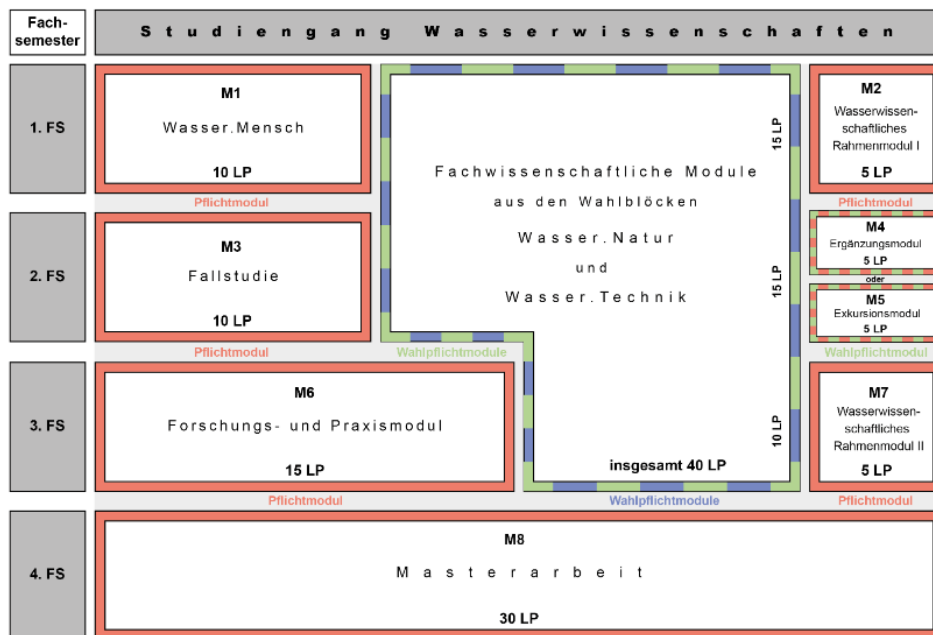 Fach-
semester
Studiengang Wasserwissenschaften
1. FS
M1
Wasser.Mensch
10 LP
Pflichtmodul
Fachwissenschaftliche Module
aus den Wahlblöcken
Wasser.Natur
und
Wasser.Technik
15 LP
15 LP
10 LP
insgesamt 40 LP
Wahlpflichtmodule
Wahlpflichtmodule
M2
Wasserwissen-
schaftliches
Rahmenmodul I
5 LP
Pflichtmodul
2. FS
M3
Fallstudie
10 LP
Pflichtmodul
M4
Ergänzungsmodul
5 LP
oder
M5
Exkursionsmodul
5 LP
Wahlpflichtmodul
3. FS
M6
Forschungs- und Praxismodul
15 LP
Pflichtmodul
M7
Wasserwissen-
schaftliches
Rahmenmodul II
5 LP
Pflichtmodul
4. FS
M8
Masterarbeit
30 LP